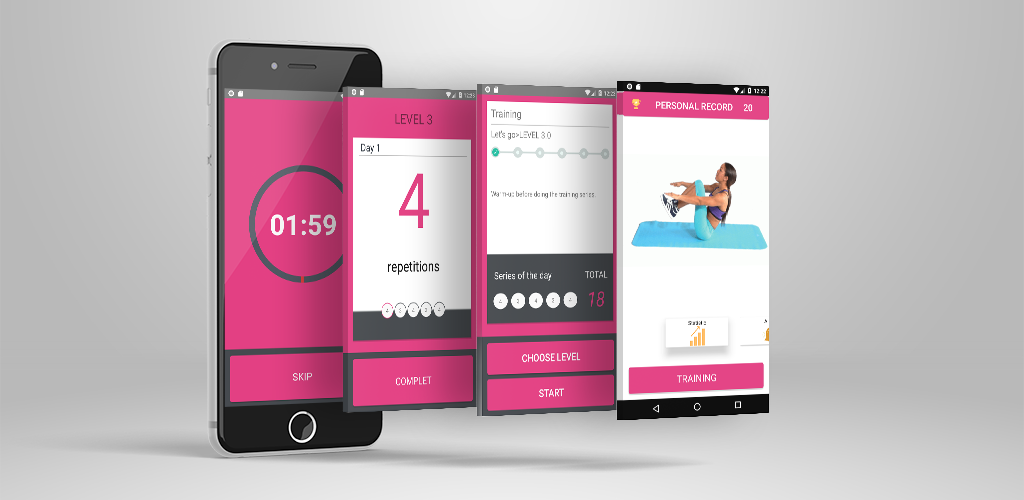 01:59
SKIP
LEVEL 3
Day 1
4
repetitions
COMPLET
Training
Let's go>LEVEL 3.0
Warm-up before doing the training series.
Series of the day
TOTAL
18
CHOOSE LEVEL
START
12:22
PERSONAL RECORD 20
Statistic
A
TRAINING